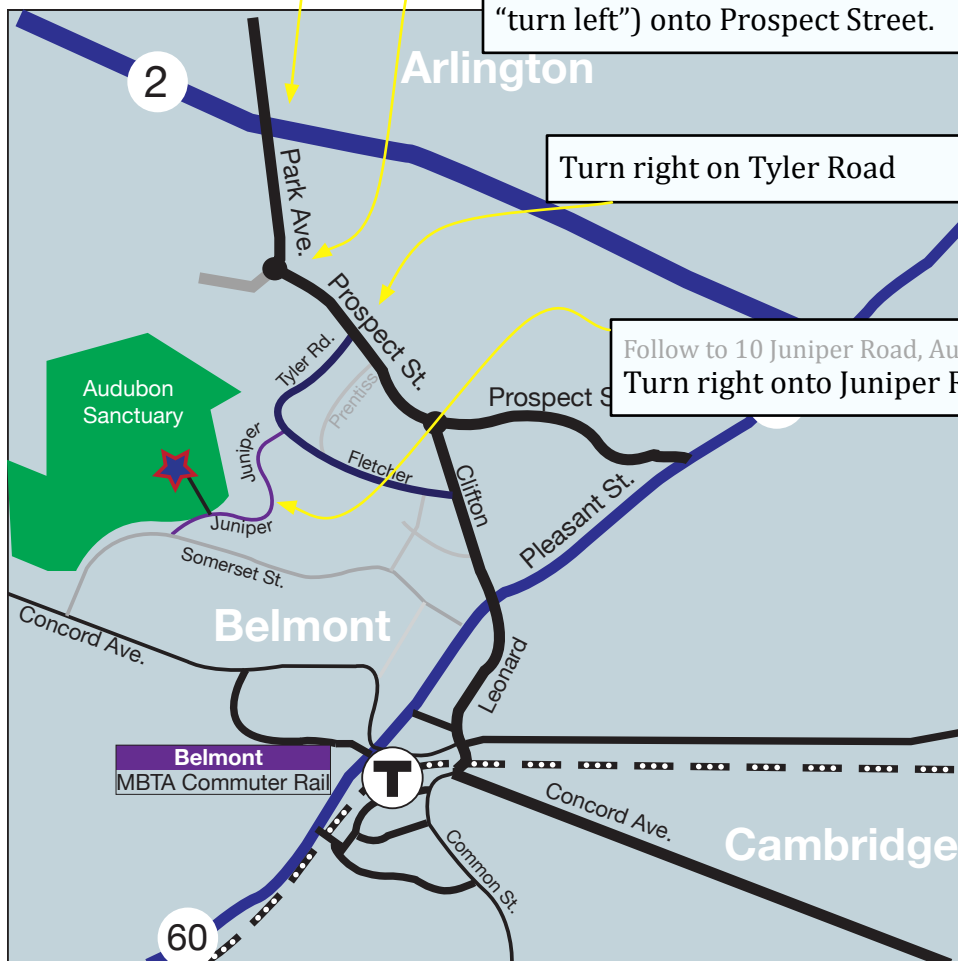 “turn left”) onto Prospect Street.
Arlington
2
Park Ave.
Turn right on Tyler Road
Prospect St.
Follow to 10 Juniper Road, Au
Turn right onto Juniper R
Tyler Rd.
Prentiss
Prospect S
Audubon
Sanctuary
Juniper
Fletcher
Clifton
Pleasant St.
Juniper
Somerset St.
Belmont
Concord Ave.
Leonard
Belmont
MBTA Commuter Rail
T
Concord Ave.
Common St.
Cambridge
60